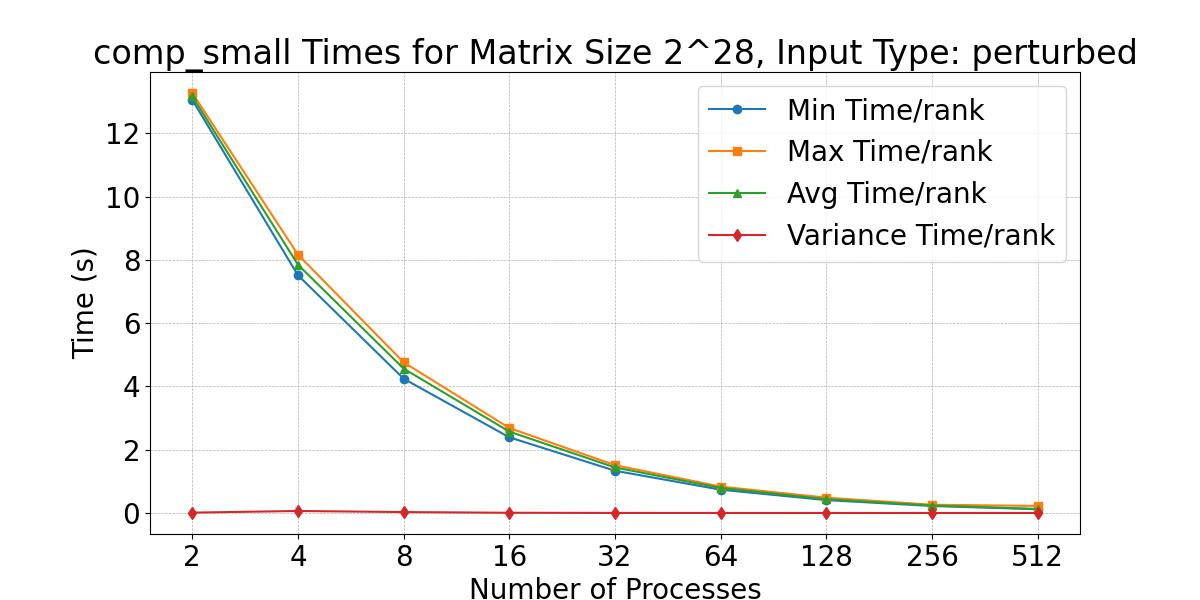 comp_small Times for Matrix Size 2^28, Input Type: perturbed
Min Time/rank
Max Time/rank
Avg Time/rank
Variance Time/rank
Time (s)
12
10
8
6
4
2
0
2 4 8 16 32 64 128 256 512
Number of Processes